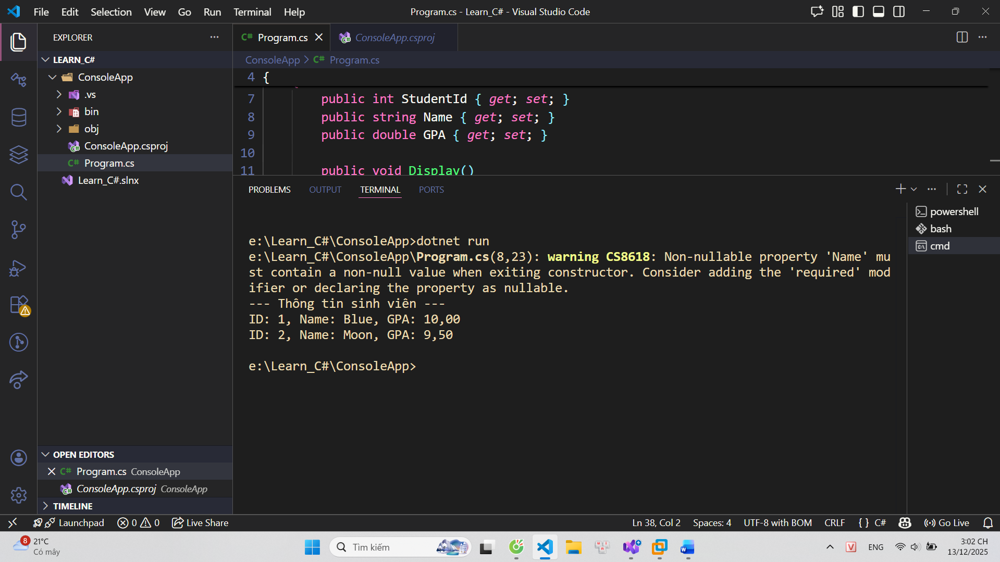 File Edit Selection View Go Run Terminal Help
Program.cs - Learn_C# - Visual Studio Code
EXPLORER
LEARN_C#
ConsoleApp
.vs
bin
obj
ConsoleApp.csproj
C# Program.cs
Learn_C#.slnx
OPEN EDITORS
C# Program.cs ConsoleApp
ConsoleApp.csproj ConsoleApp
TIMELINE
C# Program.cs
ConsoleApp.csproj
ConsoleApp > C# Program.cs
4 {
7 public int StudentId { get; set; }
8 public string Name { get; set; }
9 public double GPA { get; set; }
10
11 public void Display()
PROBLEMS OUTPUT TERMINAL PORTS
powershell
bash
cmd
e:\Learn_C#\ConsoleApp>dotnet run
e:\Learn_C#\ConsoleApp\Program.cs(8,23): warning CS8618: Non-nullable property 'Name' mu
st contain a non-null value when exiting constructor. Consider adding the 'required' mod
ifier or declaring the property as nullable.
--- Thông tin sinh viên ---
ID: 1, Name: Blue, GPA: 10,00
ID: 2, Name: Moon, GPA: 9,50
e:\Learn_C#\ConsoleApp>
Launchpad 0 0 Live Share
Ln 38, Col 2 Spaces: 4 UTF-8 with BOM CRLF { } C# Go Live
8
21°C
Có mây
Tìm kiếm
V
ENG
3:02 CH
13/12/2025